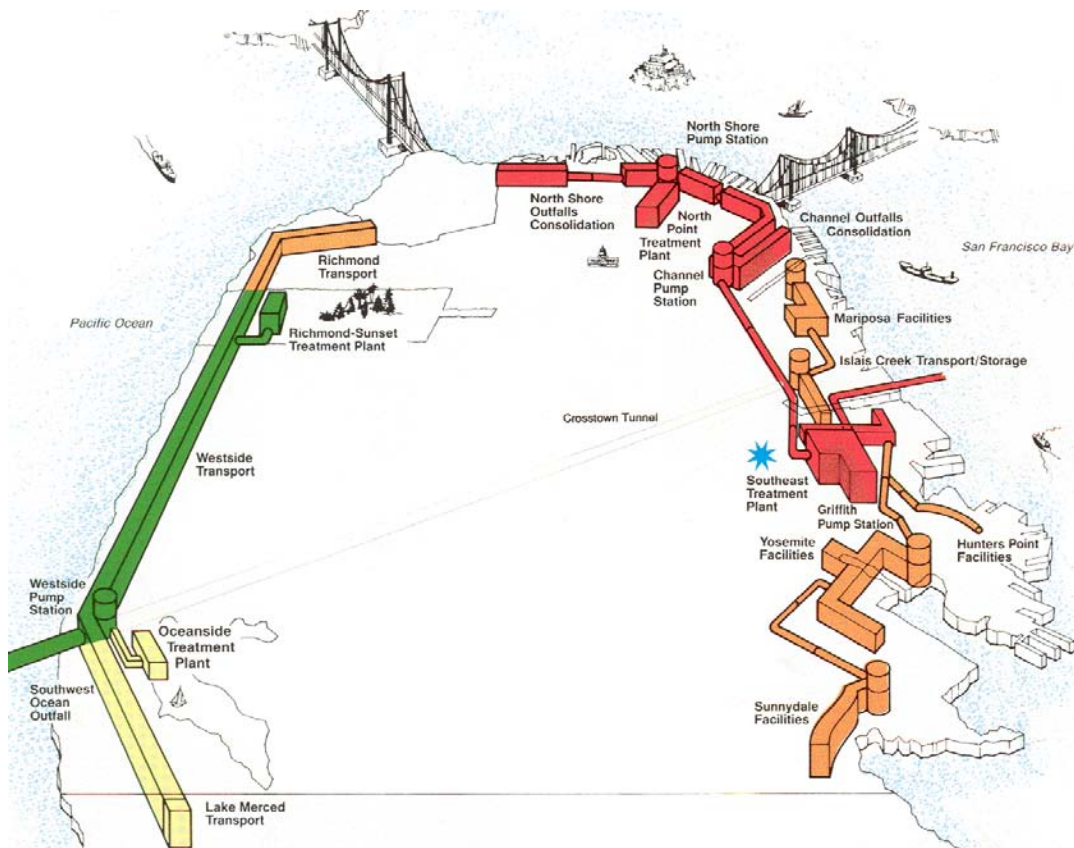 North Shore
Pump Station
North Shore
Outfalls
Consolidation
North
Point
Treatment
Plant
Channel Outfalls
Consolidation
San Francisco Bay
Channel
Pump
Station
Richmond
Transport
Pacific Ocean
Richmond-Sunset
Treatment Plant
Mariposa Facilities
Islais Creek Transport/Storage
Crosstown Tunnel
Westside
Transport
Southeast
Treatment
Plant
Griffith
Pump Station
Yosemite
Facilities
Hunters Point
Facilities
Westside
Pump
Station
Oceanside
Treatment
Plant
Southwest
Ocean
Outfall
Sunnydale
Facilities
Lake Merced
Transport